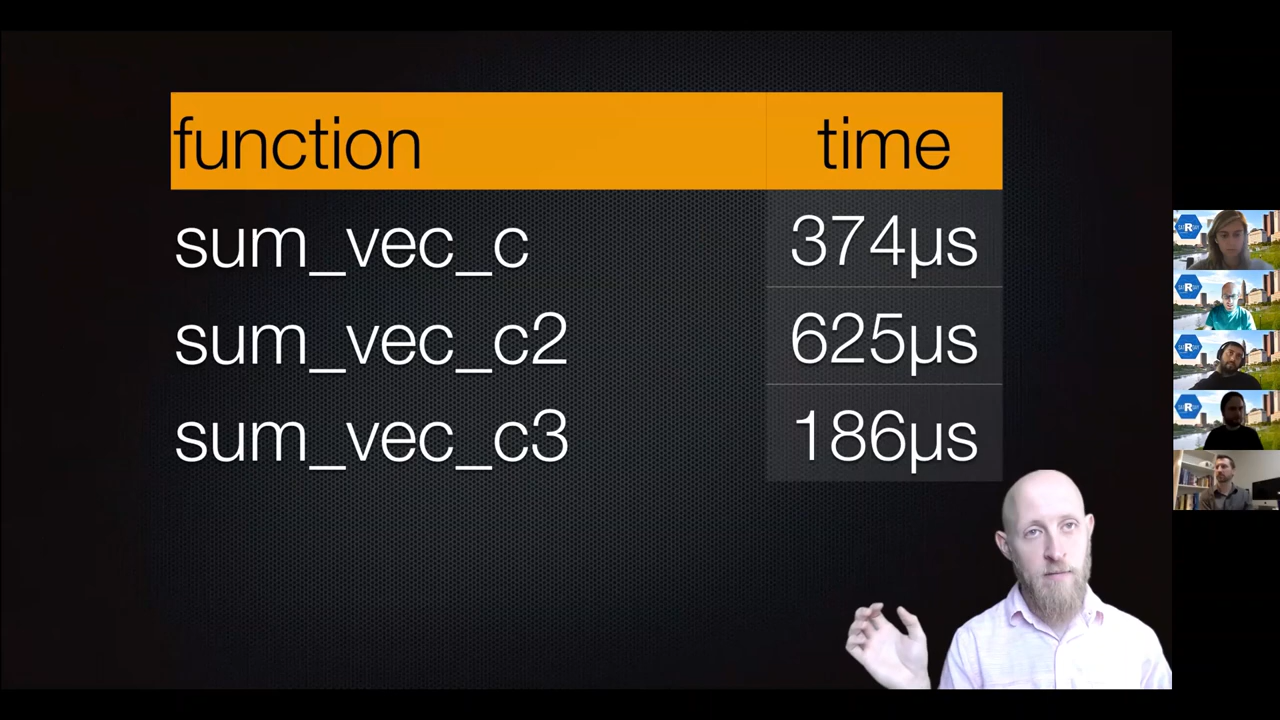 function time
sum_vec_c 374µs
sum_vec_c2 625µs
sum_vec_c3 186µs